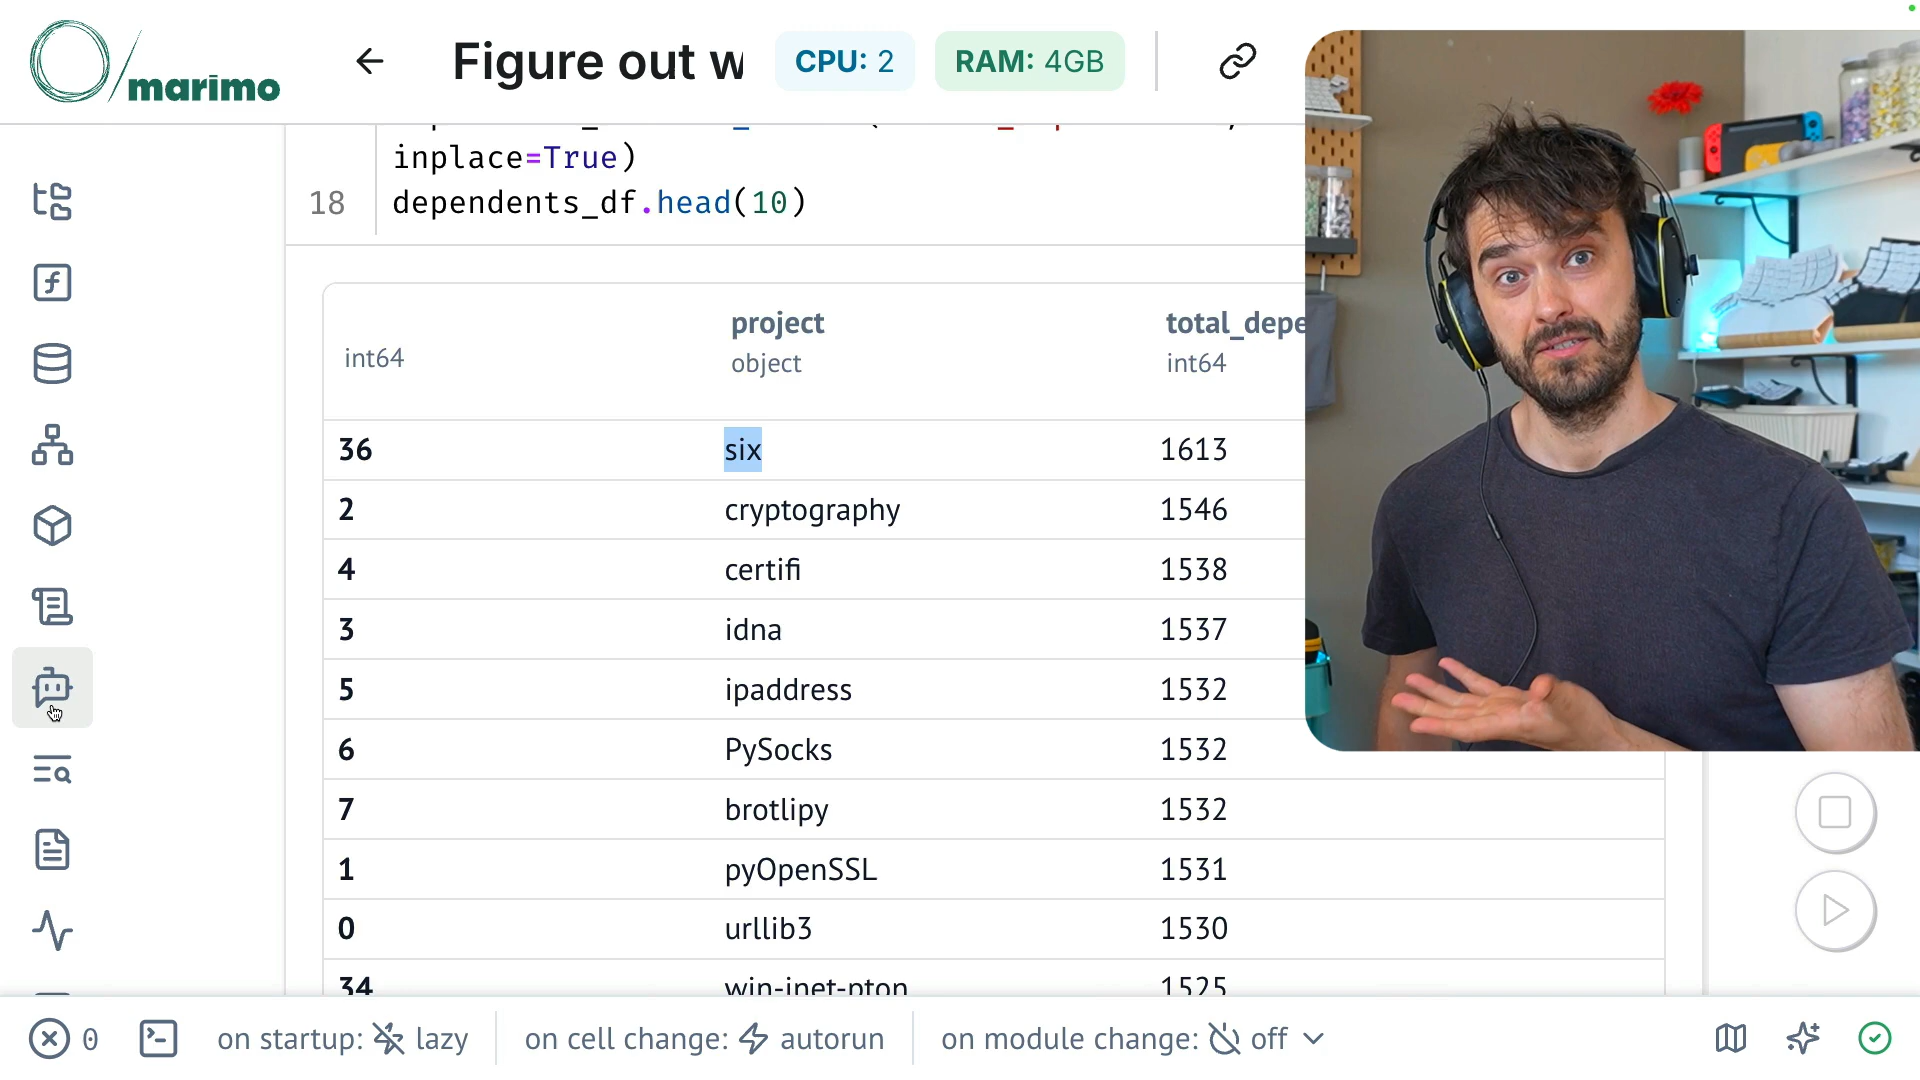 marimo
Figure out w
CPU: 2
RAM: 4GB
inplace=True)
18 dependents_df.head(10)
project total_depe
int64 object int64
36 six 1613
2 cryptography 1546
4 certifi 1538
3 idna 1537
5 ipaddress 1532
6 PySocks 1532
7 brotlipy 1532
1 pyOpenSSL 1531
0 urllib3 1530
34 win-inet-pton 1525
0 on startup: lazy on cell change: autorun on module change: off